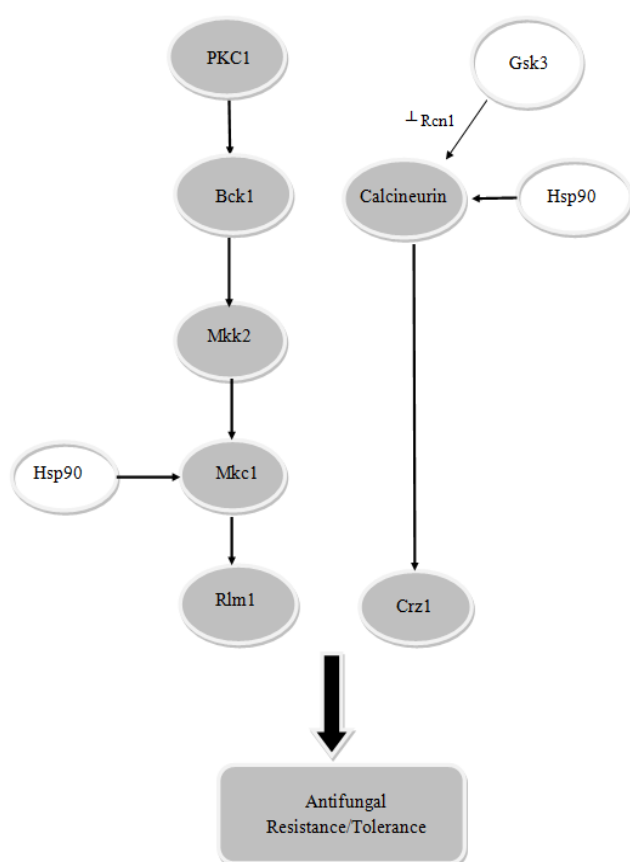 PKC1
Gsk3
⊥ Rcn1
Bck1
Calcineurin
Hsp90
Mkk2
Hsp90
Mkc1
Rlm1
Crz1
Antifungal
Resistance/Tolerance